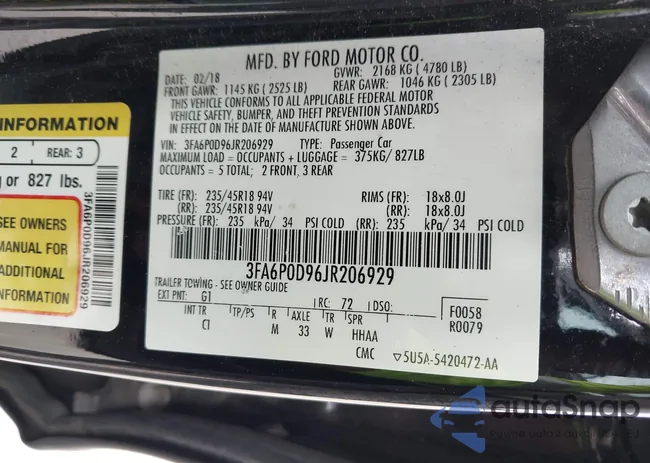 MFD. BY FORD MOTOR CO.
DATE: 02/18
GVWR: 2168 KG ( 4780 LB)
FRONT GAWR: 1145 KG ( 2525 LB)
REAR GAWR: 1046 KG ( 2305 LB)
THIS VEHICLE CONFORMS TO ALL APPLICABLE FEDERAL MOTOR
VEHICLE SAFETY, BUMPER, AND THEFT PREVENTION STANDARDS
IN EFFECT ON THE DATE OF MANUFACTURE SHOWN ABOVE.
VIN: 3FA6P0D96JR206929 TYPE: Passenger Car
MAXIMUM LOAD = OCCUPANTS + LUGGAGE = 375KG/ 827LB
OCCUPANTS = 5 TOTAL; 2 FRONT, 3 REAR
TIRE (FR): 235/45R18 94V RIMS (FR): 18x8.0J
(RR): 235/45R18 94V (RR): 18x8.0J
PRESSURE (FR): 235 kPa/ 34 PSI COLD (RR): 235 kPa/ 34 PSI COLD
3FA6P0D96JR206929
TRAILER TOWING - SEE OWNER GUIDE
EXT PNT: G1 RC: 72 DSO:
F0058
R0079
INT TR TP/PS R AXLE TR SPR
CT M 33 W HHAA
CMC 5U5A-5420472-AA
INFORMATION
2 REAR: 3
or 827 lbs.
SEE OWNERS
MANUAL FOR
ADDITIONAL
INFORMATION
3FA6P0D96JR206929
autoSnap